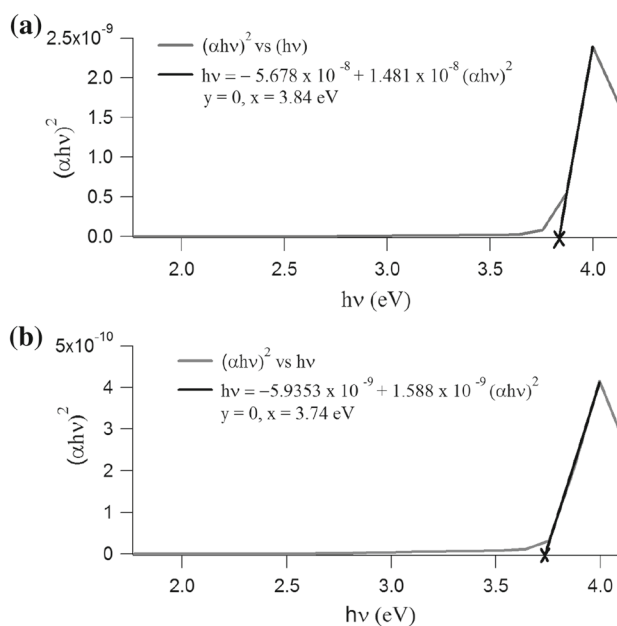 (a)
2.5x10⁻⁹
2.0
1.5
1.0
0.5
0.0
(αhν)²
(αhν)² vs (hν)
hν = − 5.678 x 10⁻⁸ + 1.481 x 10⁻⁸ (αhν)²
y = 0, x = 3.84 eV
2.0 2.5 3.0 3.5 4.0
hν (eV)
(b)
5x10⁻¹⁰
4
3
2
1
0
(αhν)²
(αhν)² vs hν
hν = −5.9353 x 10⁻⁹ + 1.588 x 10⁻⁹ (αhν)²
y = 0, x = 3.74 eV
2.0 2.5 3.0 3.5 4.0
hν (eV)